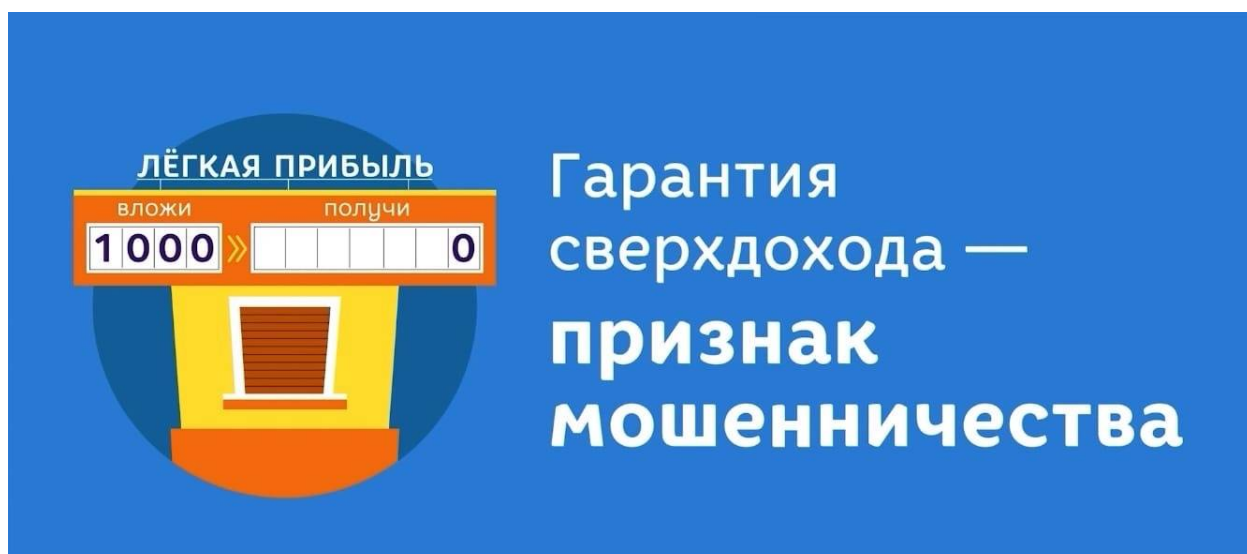 ЛЁГКАЯ ПРИБЫЛЬ
вложи получи
1000 » 0
Гарантия
сверхдохода —
признак
мошенничества